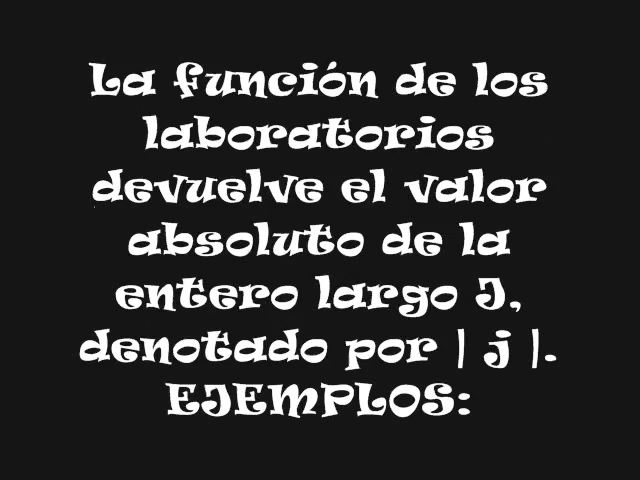 La función de los
laboratorios
devuelve el valor
absoluto de la
entero largo J,
denotado por | j |.
EJEMPLOS: